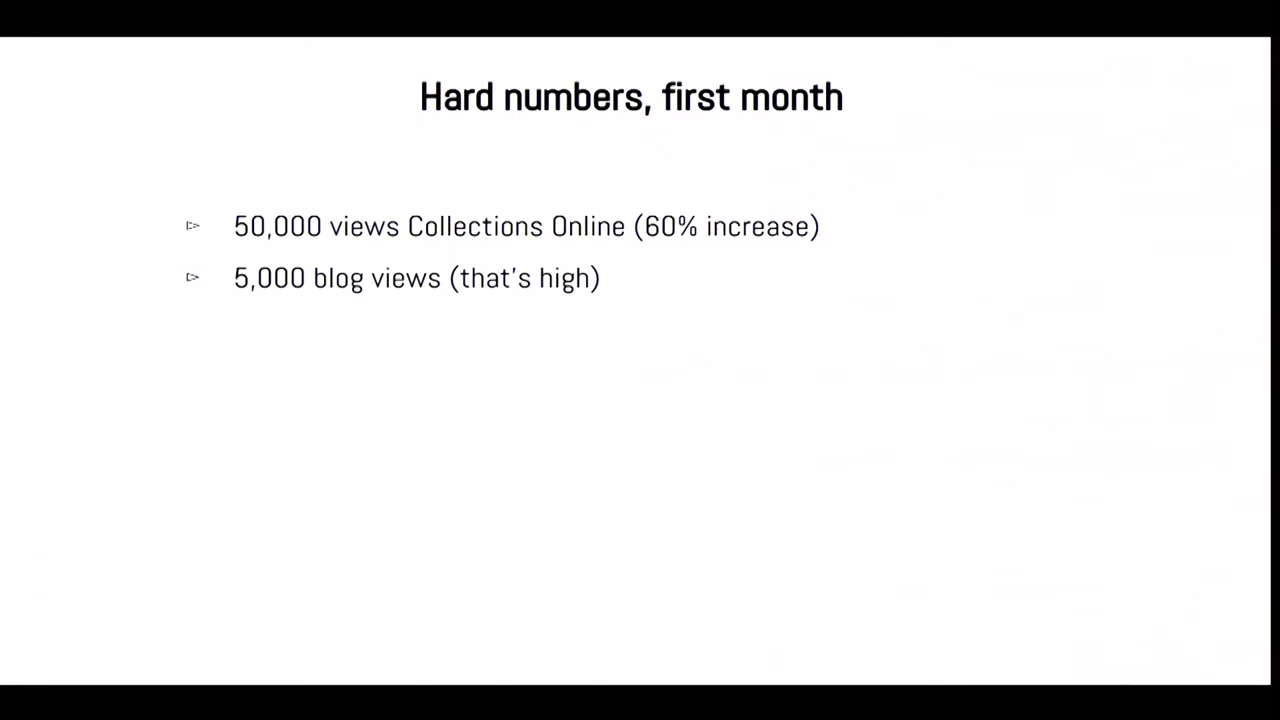 Hard numbers, first month
▻ 50,000 views Collections Online (60% increase)
▻ 5,000 blog views (that's high)